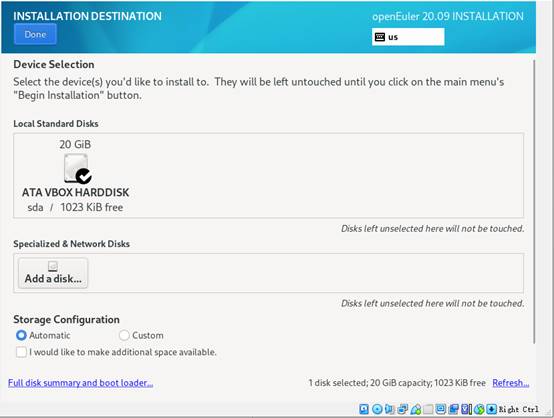 INSTALLATION DESTINATION
openEuler 20.09 INSTALLATION
Done
us
Device Selection
Select the device(s) you'd like to install to. They will be left untouched until you click on the main menu's
"Begin Installation" button.
Local Standard Disks
20 GiB
ATA VBOX HARDDISK
sda / 1023 KiB free
Disks left unselected here will not be touched.
Specialized & Network Disks
Add a disk...
Disks left unselected here will not be touched.
Storage Configuration
Automatic
Custom
I would like to make additional space available.
Full disk summary and boot loader...
1 disk selected; 20 GiB capacity; 1023 KiB free
Refresh...
Right Ctrl